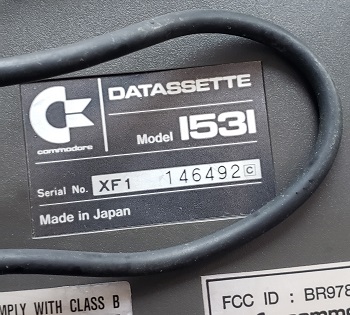 DATASSETTE
commodore
Model 1531
Serial No. XF1 146492 C
Made in Japan
MPLY WITH CLASS B
FCC ID : BR978